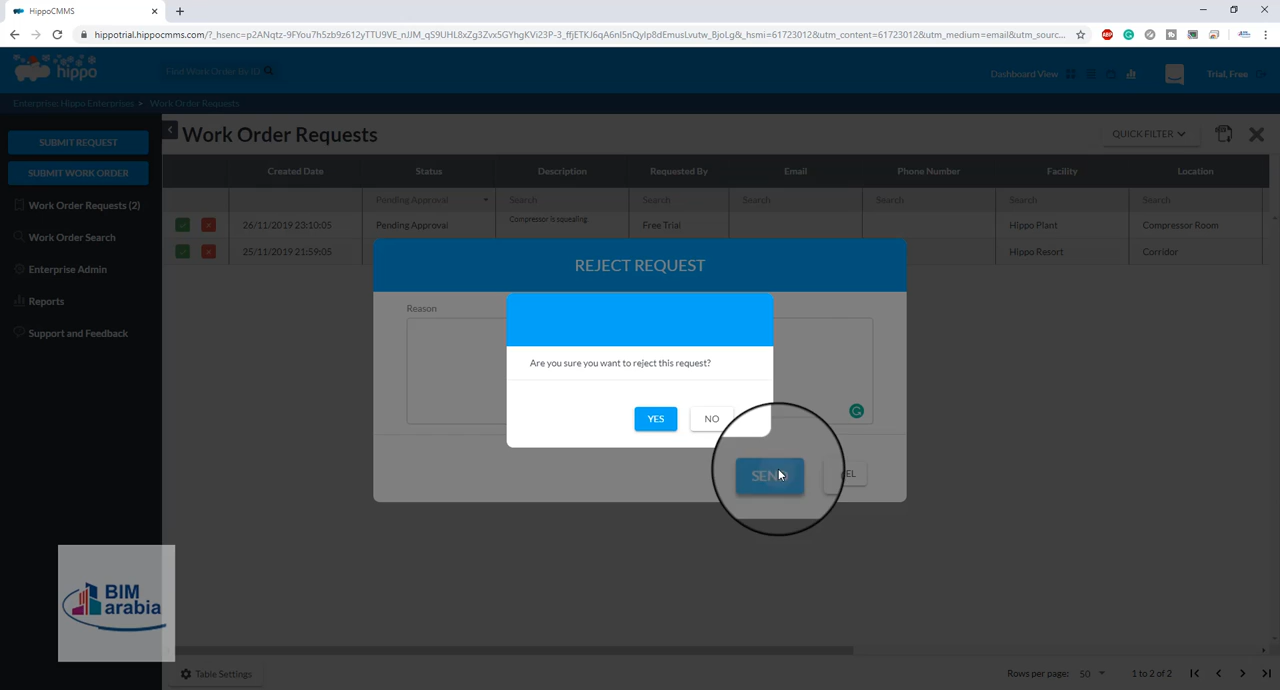 HippoCMMS
hippotrial.hippocmms.com/?_hsenc=p2ANqtz-9FYou7h5zb9z612yTTU9VE_nJJM_qS9UHL8xZg3Zvx5GYhgKVi23P-3_ffjETKJ6qA6nI5nQyIp8dEmusLvutw_BjoLg&_hsmi=61723012&utm_content=61723012&utm_medium=email&utm_sourc...
hippo
Find Work Order By ID
Dashboard View
Trial, Free
Enterprise: Hippo Enterprises > Work Order Requests
SUBMIT REQUEST
SUBMIT WORK ORDER
Work Order Requests (2)
Work Order Search
Enterprise Admin
Reports
Support and Feedback
Work Order Requests
QUICK FILTER
Created Date Status Description Requested By Email Phone Number Facility Location
Pending Approval Search Search Search Search Search Search
26/11/2019 23:10:05 Pending Approval Compressor is squealing Free Trial Hippo Plant Compressor Room
25/11/2019 21:59:05 Hippo Resort Corridor
REJECT REQUEST
Reason
Are you sure you want to reject this request?
YES NO
SEND
EL
BIM
arabia
Table Settings
Rows per page: 50 1 to 2 of 2